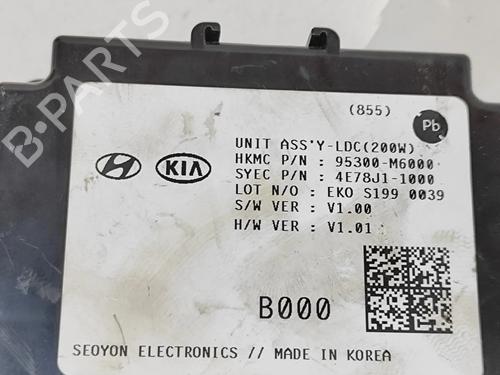 B-PARTS
(855)
Pb
UNIT ASS'Y-LDC(200W)
HKMC P/N : 95300-M6000
SYEC P/N : 4E78J1-1000
LOT N/O : EKO S199 0039
S/W VER : V1.00
H/W VER : V1.01
KIA
B000
SEOYON ELECTRONICS // MADE IN KOREA